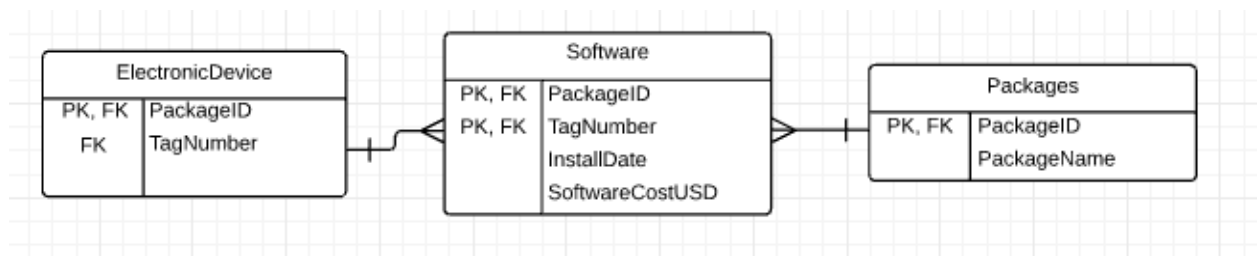 ElectronicDevice
PK, FK PackageID
FK TagNumber
Software
PK, FK PackageID
PK, FK TagNumber
InstallDate
SoftwareCostUSD
Packages
PK, FK PackageID
PackageName